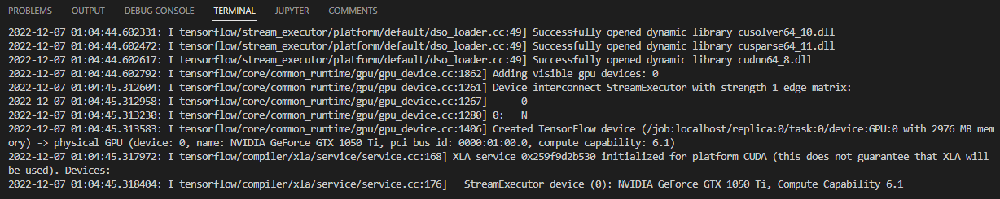 PROBLEMS OUTPUT DEBUG CONSOLE TERMINAL JUPYTER COMMENTS
2022-12-07 01:04:44.602331: I tensorflow/stream_executor/platform/default/dso_loader.cc:49] Successfully opened dynamic library cusolver64_10.dll
2022-12-07 01:04:44.602472: I tensorflow/stream_executor/platform/default/dso_loader.cc:49] Successfully opened dynamic library cusparse64_11.dll
2022-12-07 01:04:44.602617: I tensorflow/stream_executor/platform/default/dso_loader.cc:49] Successfully opened dynamic library cudnn64_8.dll
2022-12-07 01:04:44.602792: I tensorflow/core/common_runtime/gpu/gpu_device.cc:1862] Adding visible gpu devices: 0
2022-12-07 01:04:45.312604: I tensorflow/core/common_runtime/gpu/gpu_device.cc:1261] Device interconnect StreamExecutor with strength 1 edge matrix:
2022-12-07 01:04:45.312958: I tensorflow/core/common_runtime/gpu/gpu_device.cc:1267]      0
2022-12-07 01:04:45.313230: I tensorflow/core/common_runtime/gpu/gpu_device.cc:1280] 0:   N
2022-12-07 01:04:45.313583: I tensorflow/core/common_runtime/gpu/gpu_device.cc:1406] Created TensorFlow device (/job:localhost/replica:0/task:0/device:GPU:0 with 2976 MB mem
ory) -> physical GPU (device: 0, name: NVIDIA GeForce GTX 1050 Ti, pci bus id: 0000:01:00.0, compute capability: 6.1)
2022-12-07 01:04:45.317972: I tensorflow/compiler/xla/service/service.cc:168] XLA service 0x259f9d2b530 initialized for platform CUDA (this does not guarantee that XLA will
be used). Devices:
2022-12-07 01:04:45.318404: I tensorflow/compiler/xla/service/service.cc:176]   StreamExecutor device (0): NVIDIA GeForce GTX 1050 Ti, Compute Capability 6.1